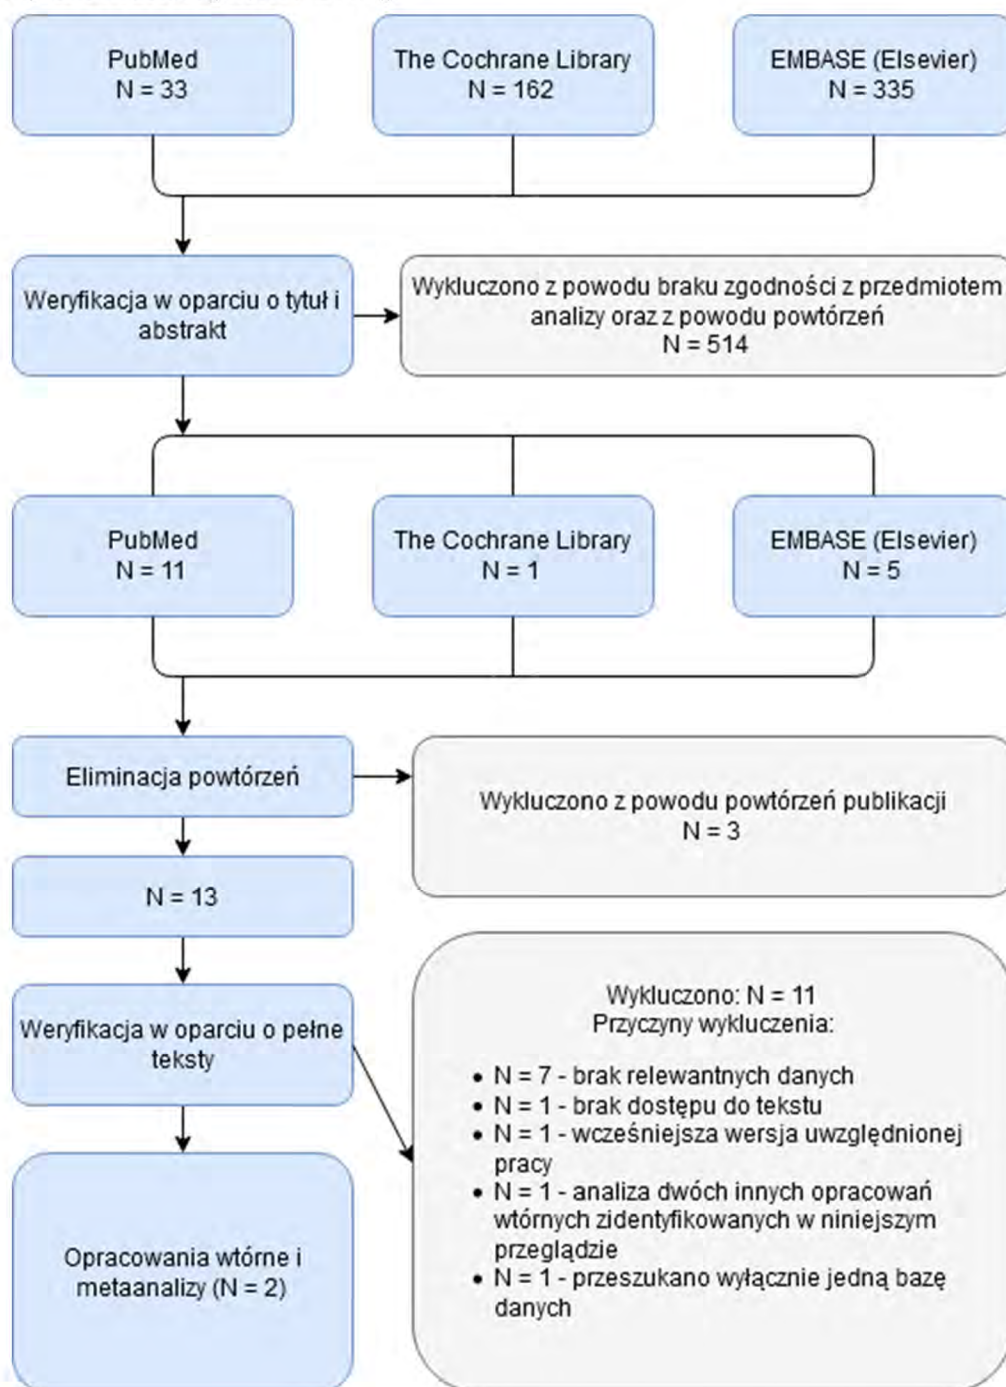 PubMed
N = 33
The Cochrane Library
N = 162
EMBASE (Elsevier)
N = 335
Weryfikacja w oparciu o tytuł i
abstrakt
Wykluczono z powodu braku zgodności z przedmiotem
analizy oraz z powodu powtórzeń
N = 514
PubMed
N = 11
The Cochrane Library
N = 1
EMBASE (Elsevier)
N = 5
Eliminacja powtórzeń
Wykluczono z powodu powtórzeń publikacji
N = 3
N = 13
Weryfikacja w oparciu o pełne
teksty
Wykluczono: N = 11
Przyczyny wykluczenia:
• N = 7 - brak relewantnych danych
• N = 1 - brak dostępu do tekstu
• N = 1 - wcześniejsza wersja uwzględnionej
pracy
• N = 1 - analiza dwóch innych opracowań
wtórnych zidentyfikowanych w niniejszym
przeglądzie
• N = 1 - przeszukano wyłącznie jedną bazę
danych
Opracowania wtórne i
metaanalizy (N = 2)